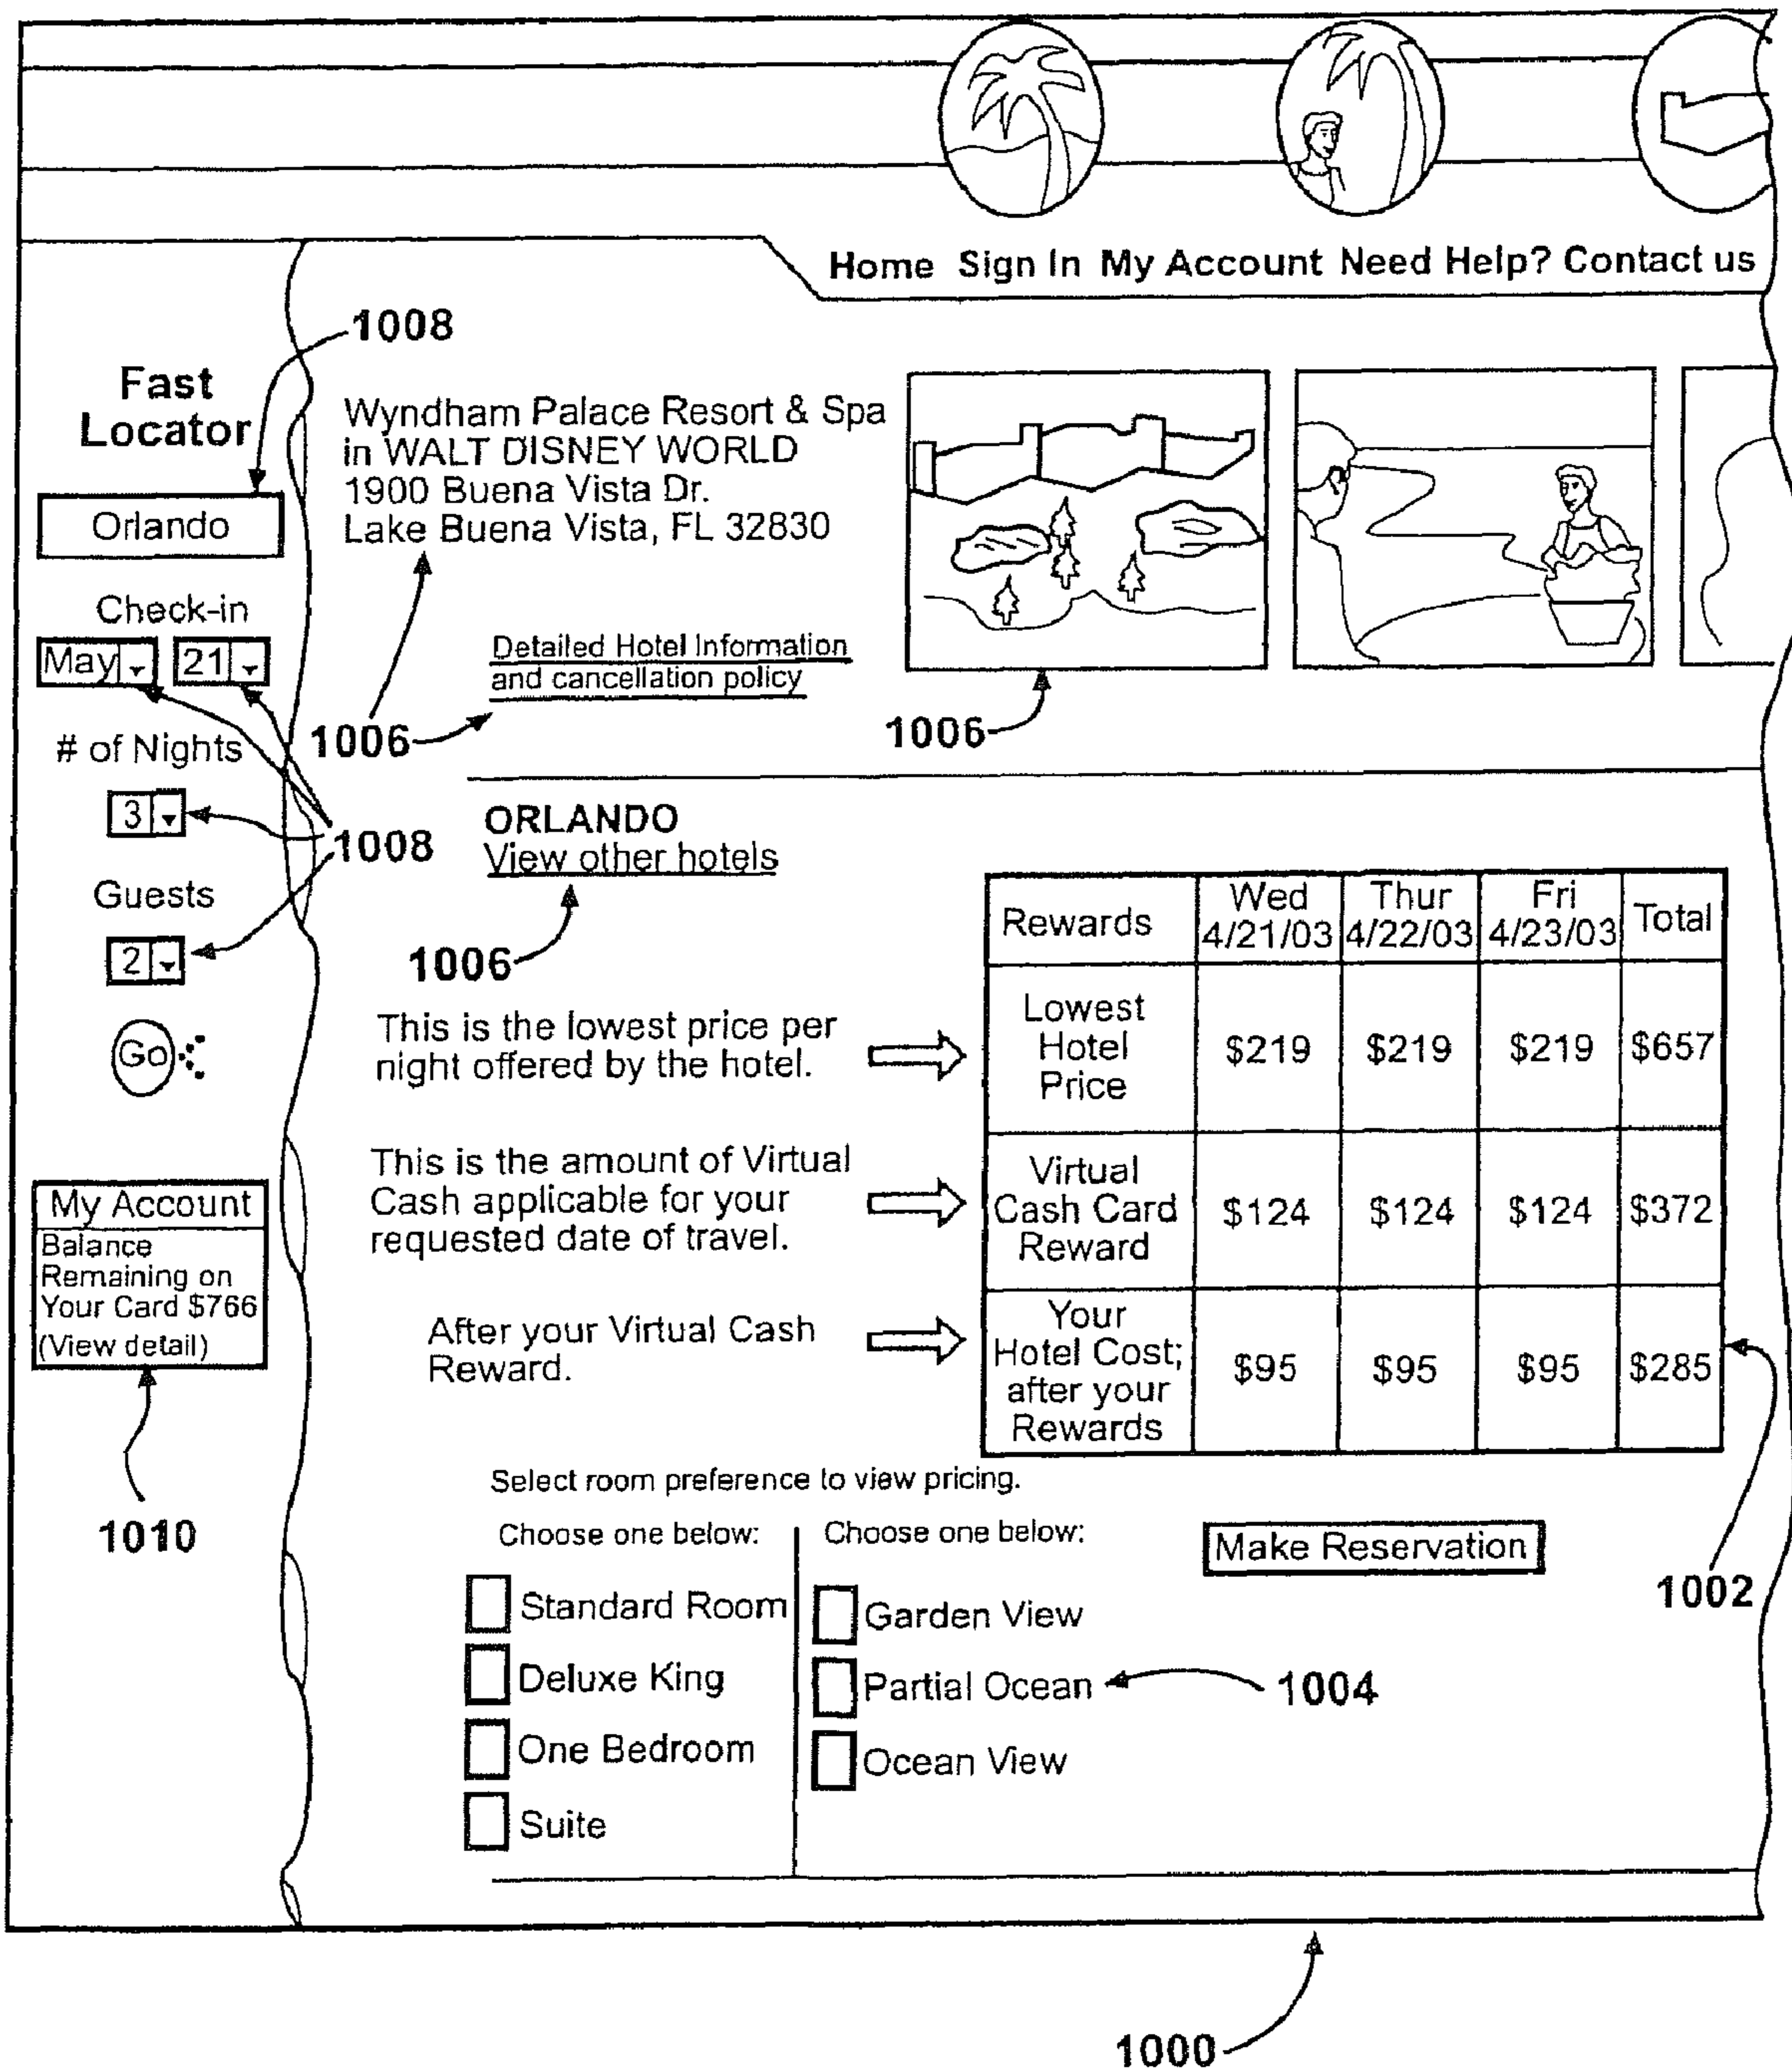 Home Sign In My Account Need Help? Contact us
1008
Fast
Locator
Orlando
Check-in
May 21
# of Nights
3
Guests
2
Go
1008
My Account
Balance
Remaining on
Your Card $766
(View detail)
1010
Wyndham Palace Resort & Spa
in WALT DISNEY WORLD
1900 Buena Vista Dr.
Lake Buena Vista, FL 32830
Detailed Hotel Information
and cancellation policy
1006
1006
ORLANDO
View other hotels
1006
This is the lowest price per
night offered by the hotel.
This is the amount of Virtual
Cash applicable for your
requested date of travel.
After your Virtual Cash
Reward.
Rewards
Wed
4/21/03
Thur
4/22/03
Fri
4/23/03
Total
Lowest
Hotel
Price
$219 $219 $219 $657
Virtual
Cash Card
Reward
$124 $124 $124 $372
Your
Hotel Cost;
after your
Rewards
$95 $95 $95 $285
1002
Select room preference to view pricing.
Choose one below:
Standard Room
Deluxe King
One Bedroom
Suite
Choose one below:
Garden View
Partial Ocean
Ocean View
1004
Make Reservation
1000